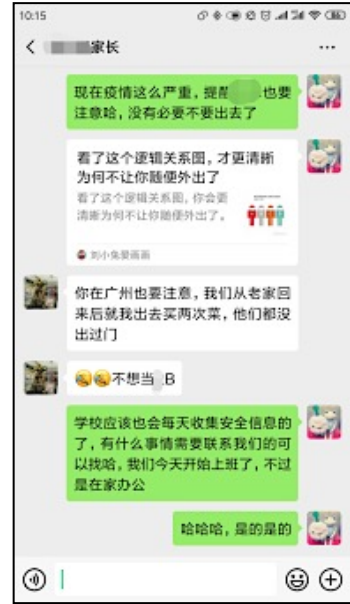 10:15
家长
现在疫情这么严重，提醒 也要
注意哈，没有必要不要出去了
看了这个逻辑关系图，才更清晰
为何不让你随便外出了
看了这个逻辑关系图，你会更
清晰为何不让你随便外出了。
刘小兔爱画画
你在广州也要注意，我们从老家回
来后就我出去买两次菜，他们都没
出过门
不想当 B
学校应该也会每天收集安全信息的
了，有什么事情需要联系我们的可
以找哈，我们今天开始上班了，不过
是在家办公
哈哈哈，是的是的